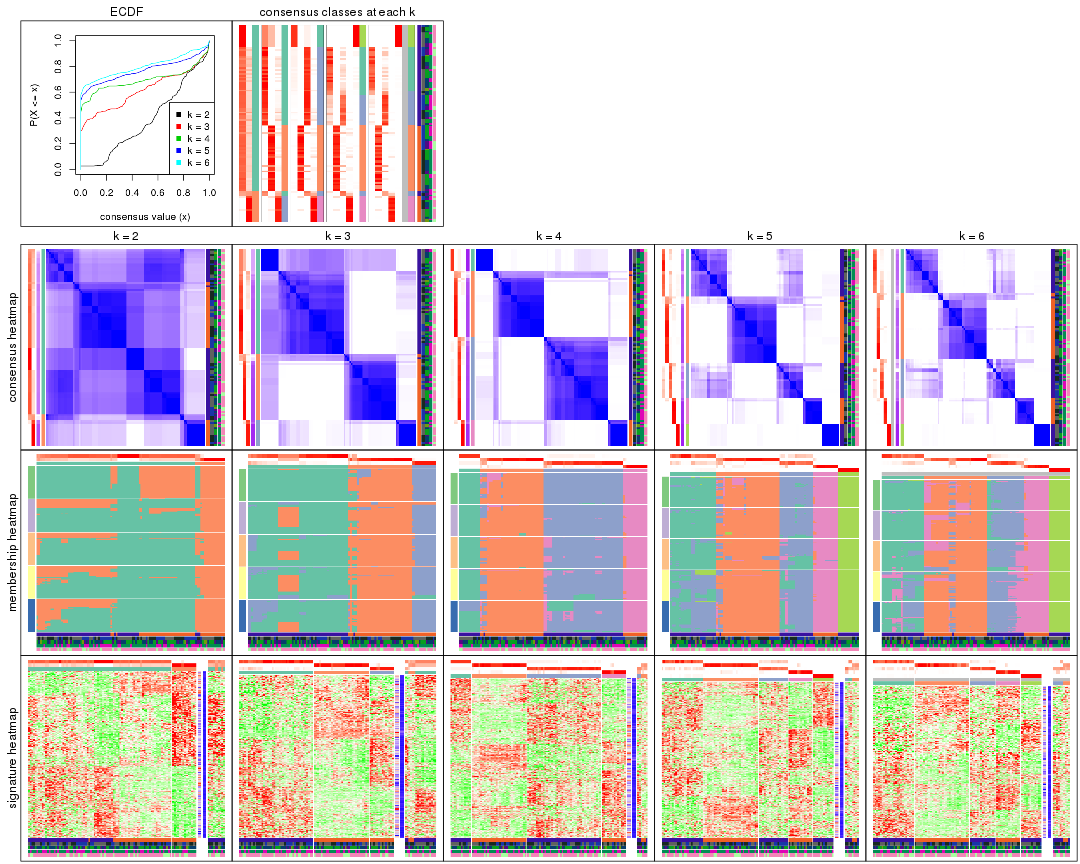 ECDF
consensus classes at each k
P(X <= x)
0.0 0.2 0.4 0.6 0.8 1.0
k = 2
k = 3
k = 4
k = 5
k = 6
0.0 0.2 0.4 0.6 0.8 1.0
consensus value (x)
k = 2
k = 3
k = 4
k = 5
k = 6
consensus heatmap
membership heatmap
signature heatmap